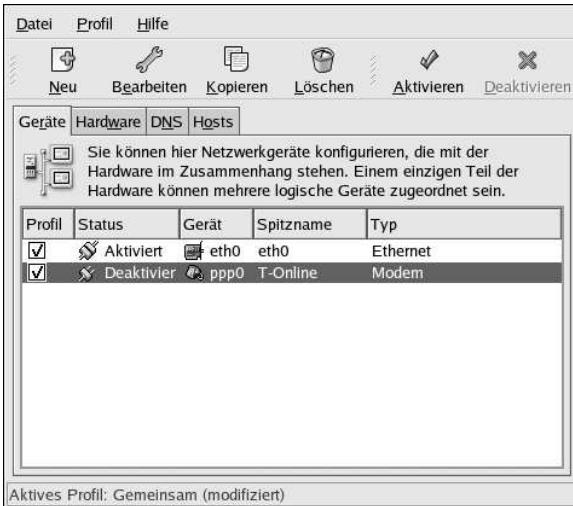 Datei Profil Hilfe
Neu Bearbeiten Kopieren Löschen Aktivieren Deaktivieren
Geräte Hardware DNS Hosts
Sie können hier Netzwerkgeräte konfigurieren, die mit der
Hardware im Zusammenhang stehen. Einem einzigen Teil der
Hardware können mehrere logische Geräte zugeordnet sein.
Profil Status Gerät Spitzname Typ
Aktiviert eth0 eth0 Ethernet
Deaktivier ppp0 T-Online Modem
Aktives Profil: Gemeinsam (modifiziert)